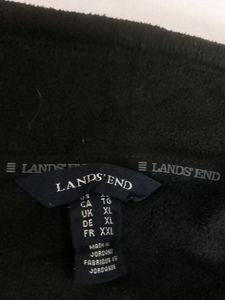 LANDS' END
LANDS' END
LANDS' END
CA TG
UK XL
DE XL
FR XXL
MADE IN
JORDAN/
FABRIQUE EN
JORDANIE